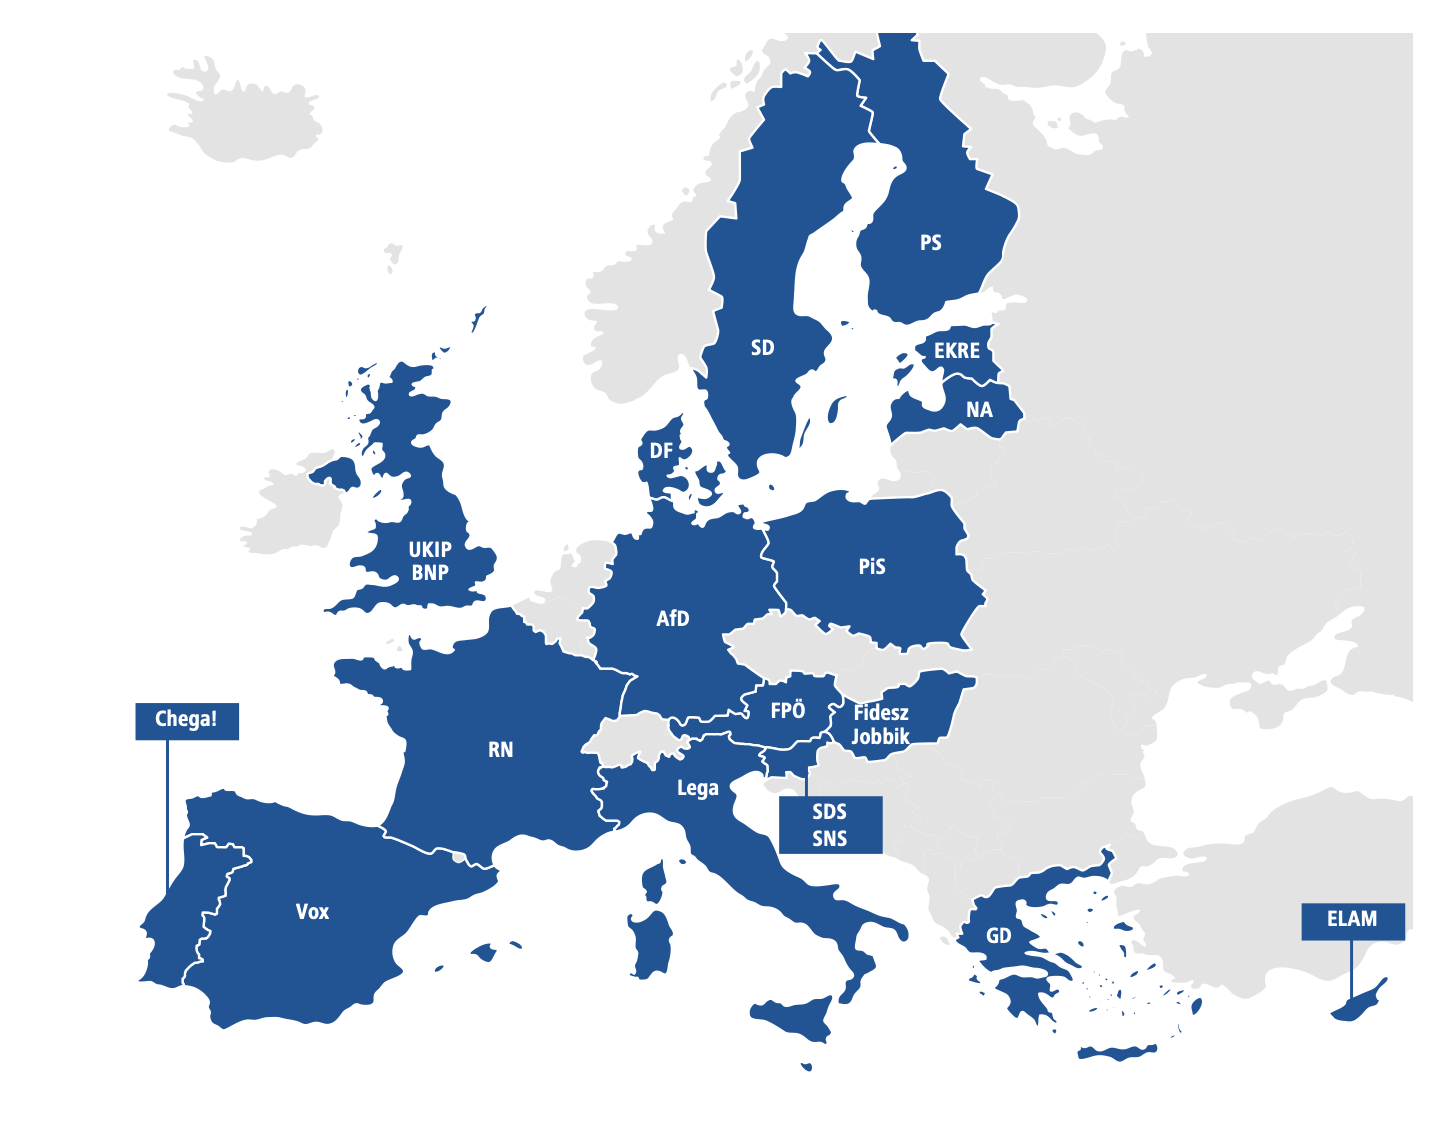 PS
SD
EKRE
NA
DF
UKIP
BNP
PiS
AfD
Chega!
FPÖ
Fidesz
Jobbik
RN
Lega
SDS
SNS
Vox
ELAM
GD